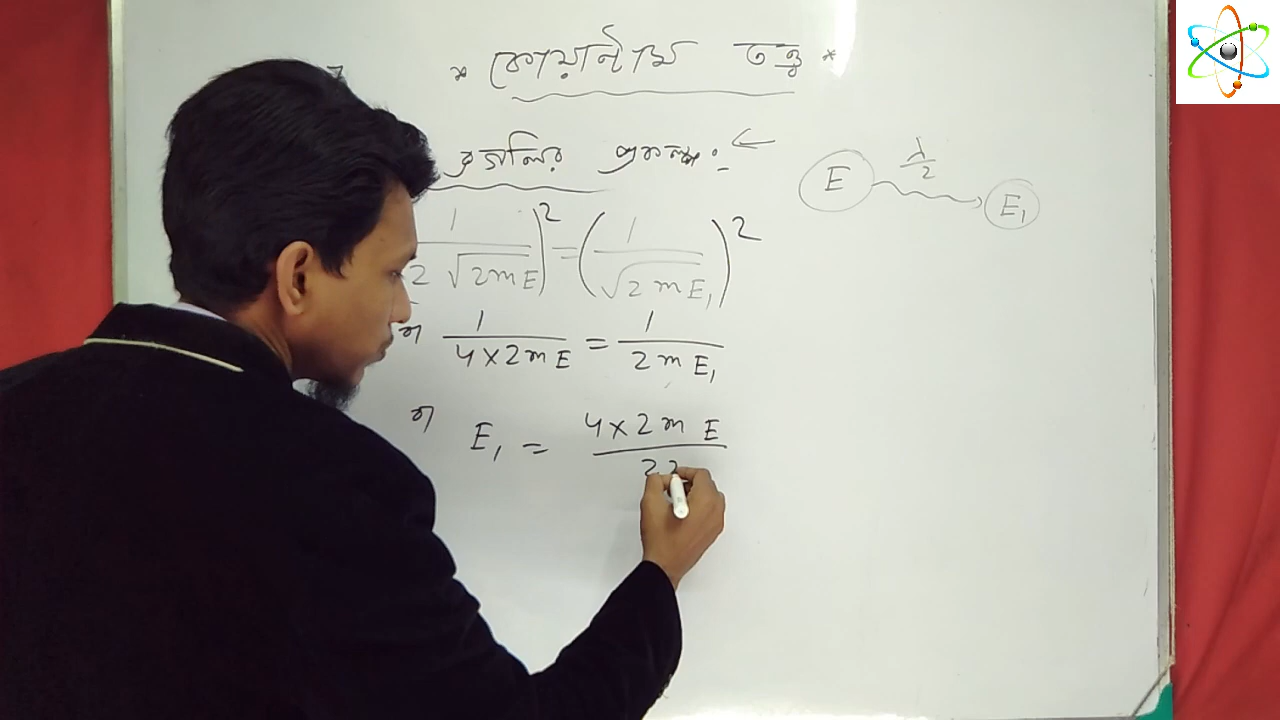 * কোয়ান্টাম তত্ত্ব *
ব্রগলির প্রকল্প : ←
E λ/2 E₁
1/(2 √(2mE)))² = (1/√(2mE₁))²
বা 1/(4×2mE) = 1/(2mE₁)
বা E₁ = (4×2mE)/2